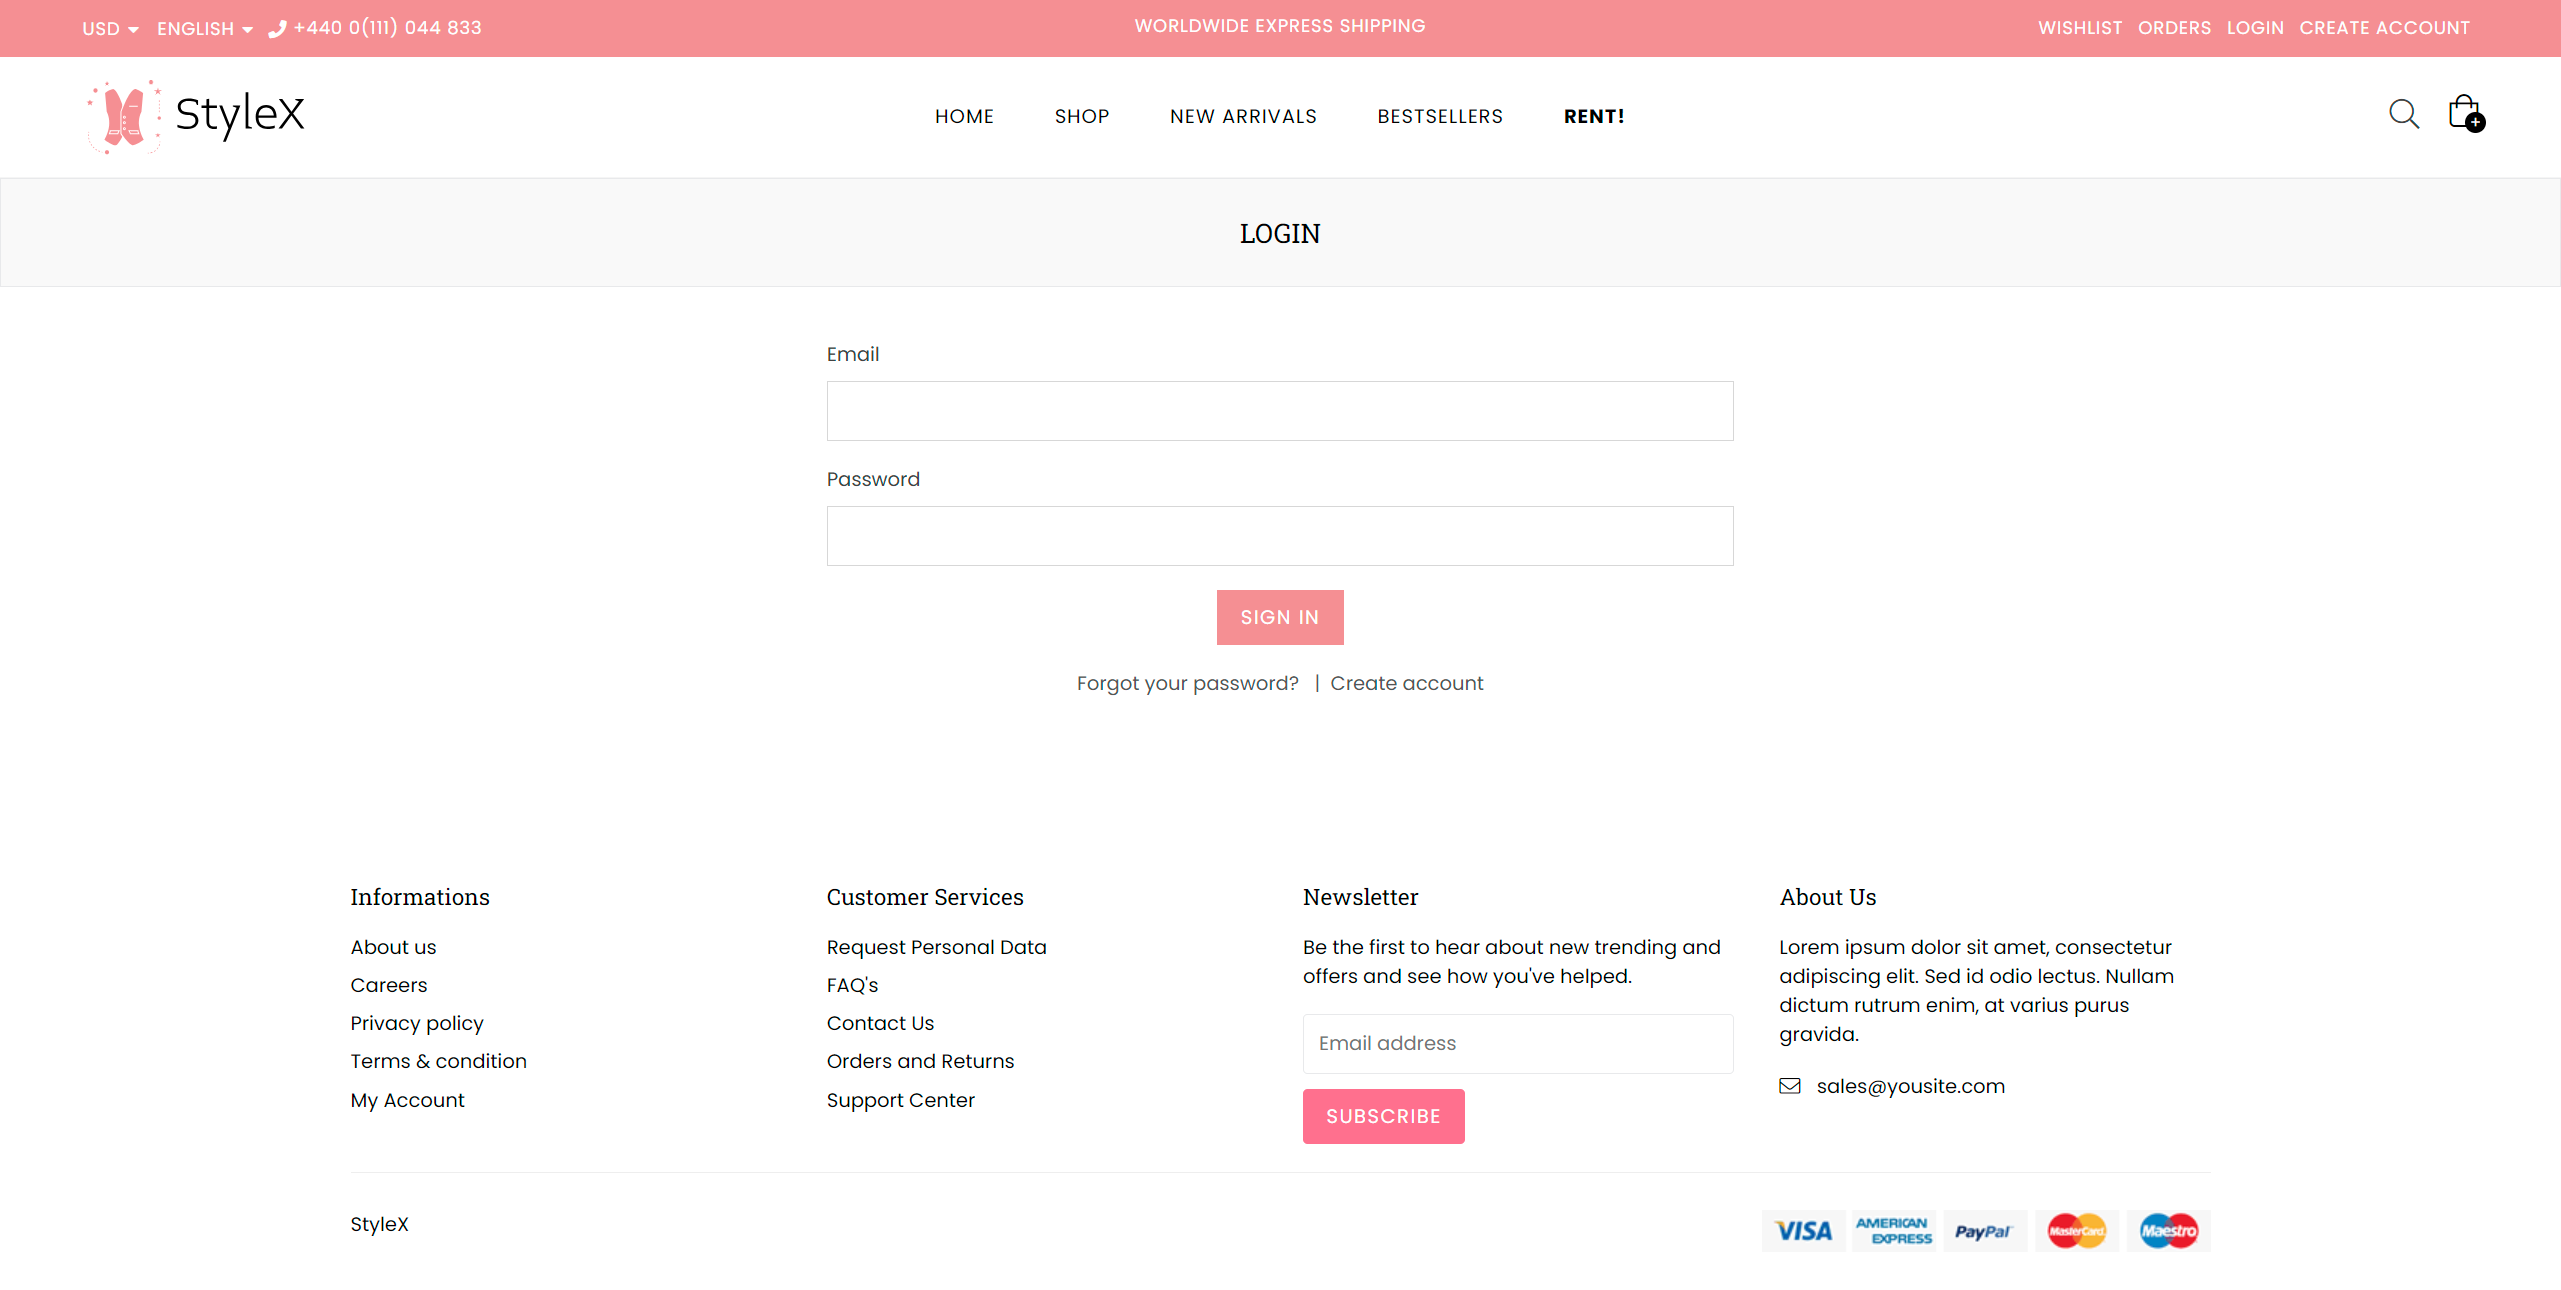 USD ENGLISH +440 0(111) 044 833
WORLDWIDE EXPRESS SHIPPING
WISHLIST ORDERS LOGIN CREATE ACCOUNT
StyleX
HOME SHOP NEW ARRIVALS BESTSELLERS RENT!
LOGIN
Email
Password
SIGN IN
Forgot your password? | Create account
Informations
About us
Careers
Privacy policy
Terms & condition
My Account
Customer Services
Request Personal Data
FAQ's
Contact Us
Orders and Returns
Support Center
Newsletter
Be the first to hear about new trending and
offers and see how you've helped.
Email address
SUBSCRIBE
About Us
Lorem ipsum dolor sit amet, consectetur
adipiscing elit. Sed id odio lectus. Nullam
dictum rutrum enim, at varius purus
gravida.
sales@yousite.com
StyleX
VISA
AMERICAN
EXPRESS
PayPal
MasterCard
Maestro